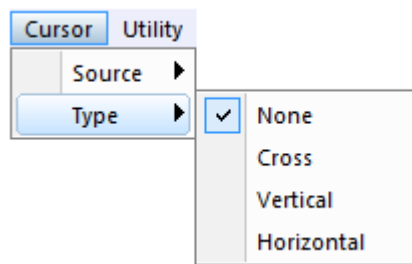 Cursor Utility
Source
Type
None
Cross
Vertical
Horizontal